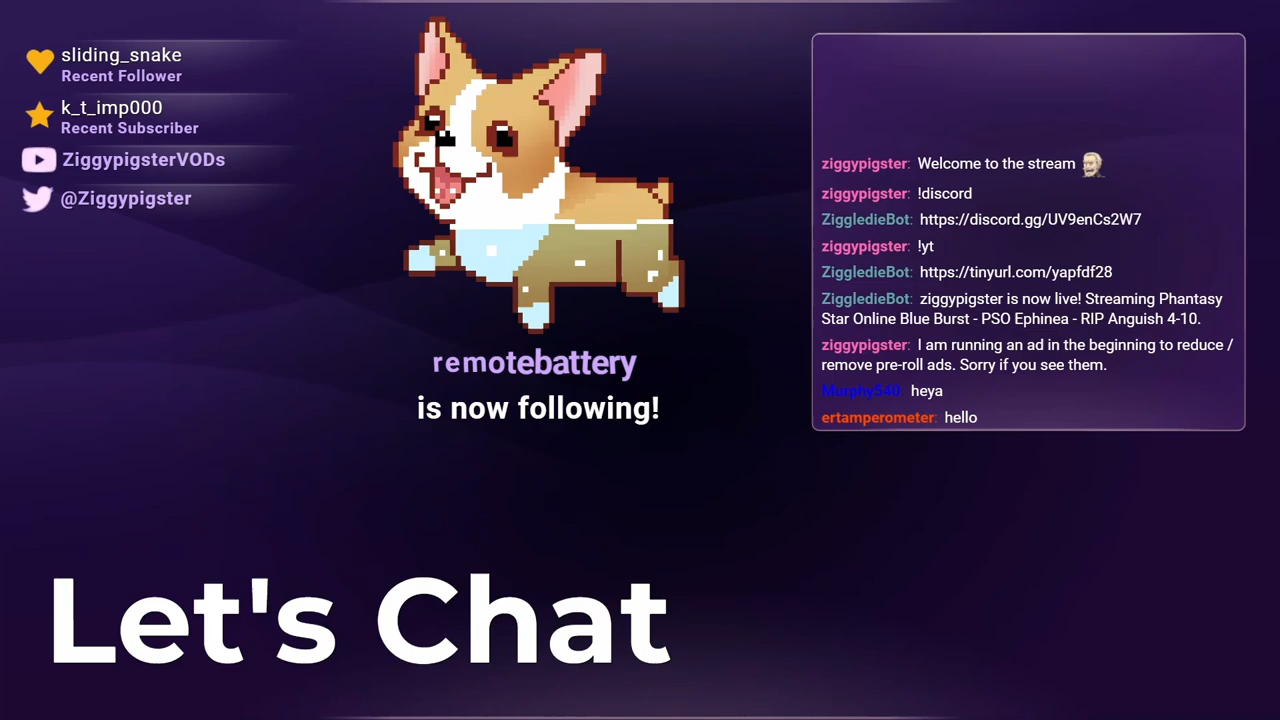 sliding_snake
Recent Follower
k_t_imp000
Recent Subscriber
ZiggypigsterVODs
@Ziggypigster
remotebattery
is now following!
ziggypigster: Welcome to the stream
ziggypigster: !discord
ZiggledieBot: https://discord.gg/UV9enCs2W7
ziggypigster: !yt
ZiggledieBot: https://tinyurl.com/yapfdf28
ZiggledieBot: ziggypigster is now live! Streaming Phantasy
Star Online Blue Burst - PSO Ephinea - RIP Anguish 4-10.
ziggypigster: I am running an ad in the beginning to reduce /
remove pre-roll ads. Sorry if you see them.
Murphy540: heya
ertamperometer: hello
Let's Chat